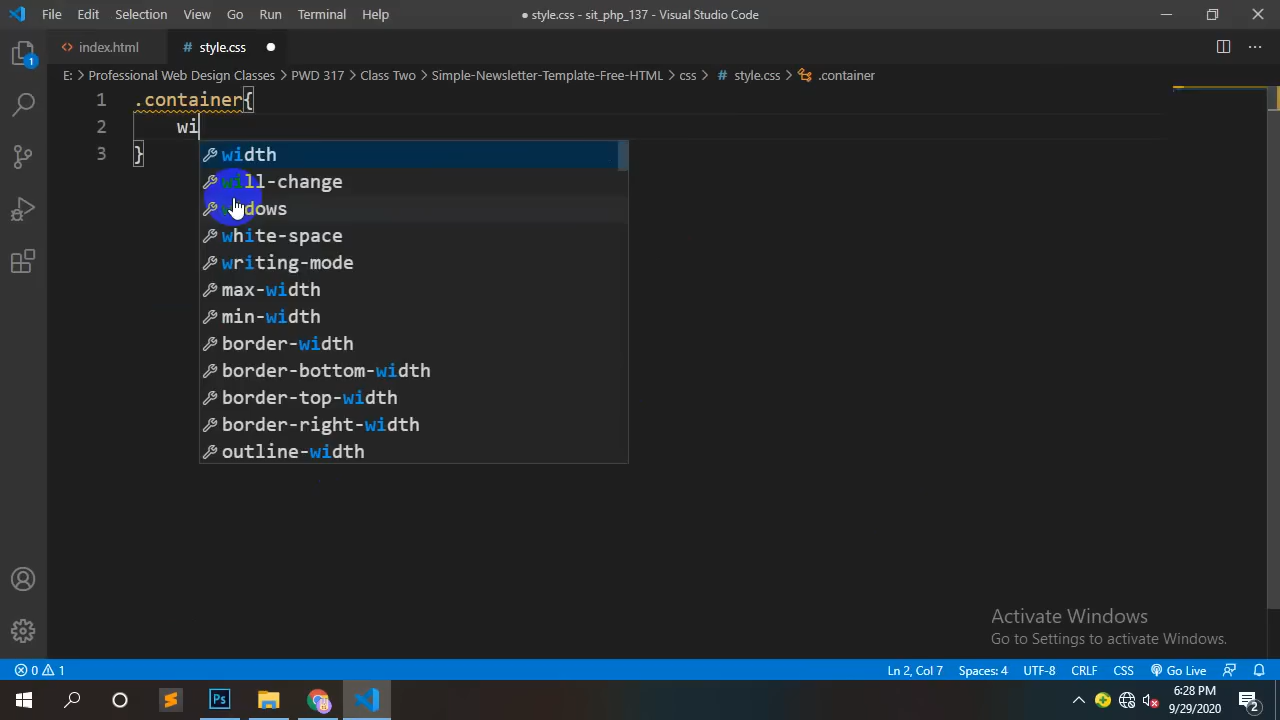 File Edit Selection View Go Run Terminal Help
● style.css - sit_php_137 - Visual Studio Code
<> index.html
# style.css ●
E: > Professional Web Design Classes > PWD 317 > Class Two > Simple-Newsletter-Template-Free-HTML > css > # style.css > .container
1 .container{
2 wi
3 }
width
will-change
widows
white-space
writing-mode
max-width
min-width
border-width
border-bottom-width
border-top-width
border-right-width
outline-width
1
Activate Windows
Go to Settings to activate Windows.
0 1
Ln 2, Col 7 Spaces: 4 UTF-8 CRLF CSS Go Live
Ps
6:28 PM
9/29/2020
2